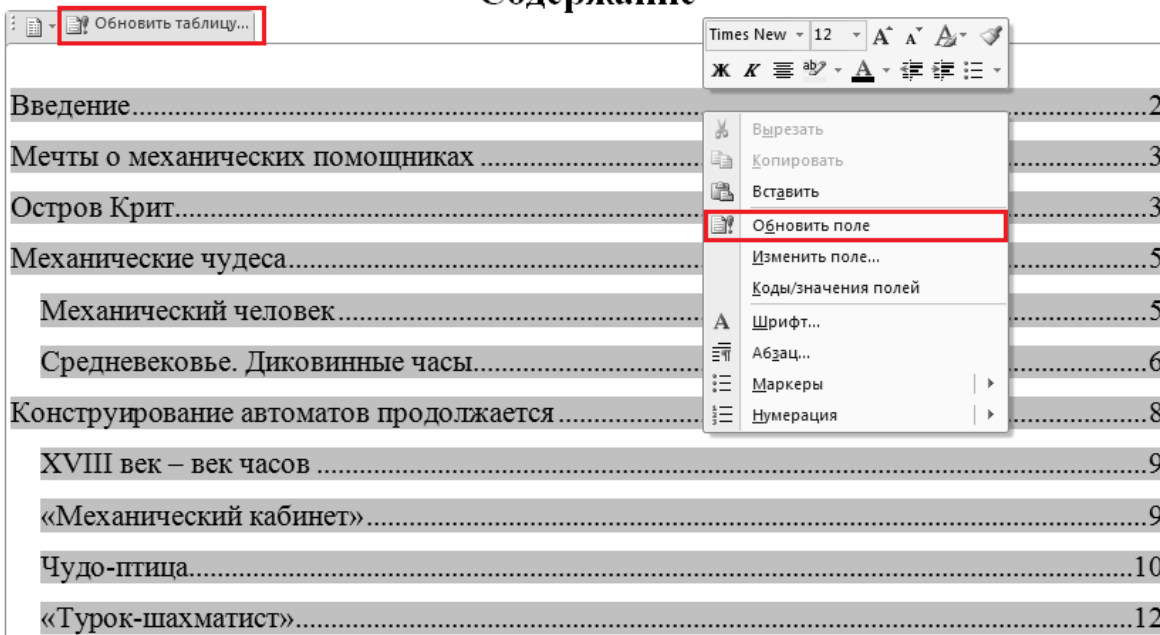 Содержание
Обновить таблицу...
Times New 12 А А А
Ж К ab А
Введение 2
Вырезать
Мечты о механических помощниках 3
Копировать
Вставить
Остров Крит 3
Обновить поле
Механические чудеса 5
Изменить поле...
Коды/значения полей
Механический человек 5
Шрифт...
Абзац...
Средневековье. Диковинные часы 6
Маркеры
Конструирование автоматов продолжается 8
Нумерация
XVIII век – век часов 9
«Механический кабинет» 9
Чудо-птица 10
«Турок-шахматист» 12